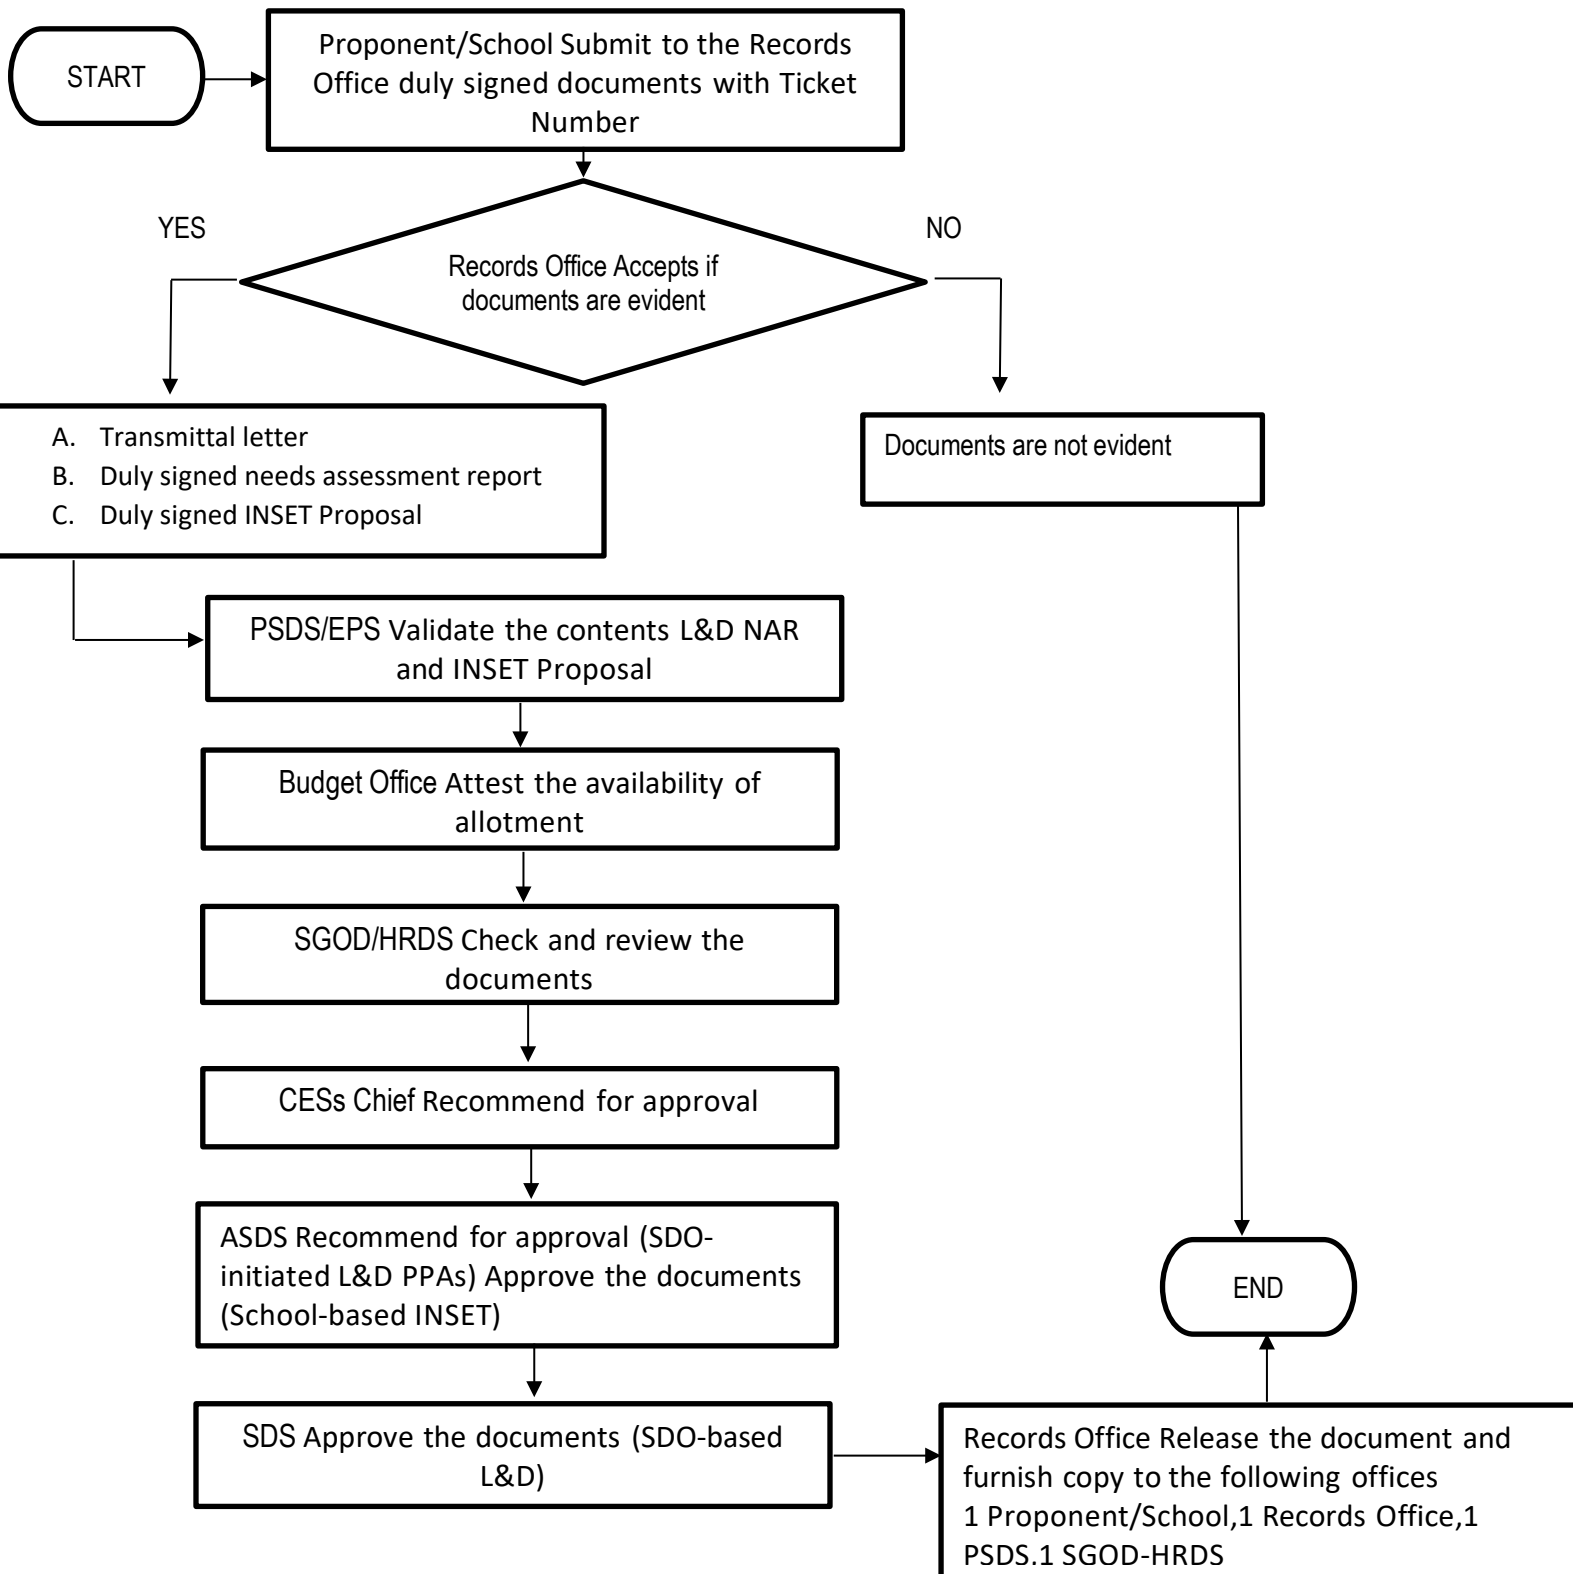 START
Proponent/School Submit to the Records
Office duly signed documents with Ticket
Number
YES
NO
Records Office Accepts if
documents are evident
A. Transmittal letter
B. Duly signed needs assessment report
C. Duly signed INSET Proposal
Documents are not evident
PSDS/EPS Validate the contents L&D NAR
and INSET Proposal
Budget Office Attest the availability of
allotment
SGOD/HRDS Check and review the
documents
CESs Chief Recommend for approval
ASDS Recommend for approval (SDO-
initiated L&D PPAs) Approve the documents
(School-based INSET)
END
SDS Approve the documents (SDO-based
L&D)
Records Office Release the document and
furnish copy to the following offices
1 Proponent/School,1 Records Office,1
PSDS.1 SGOD-HRDS